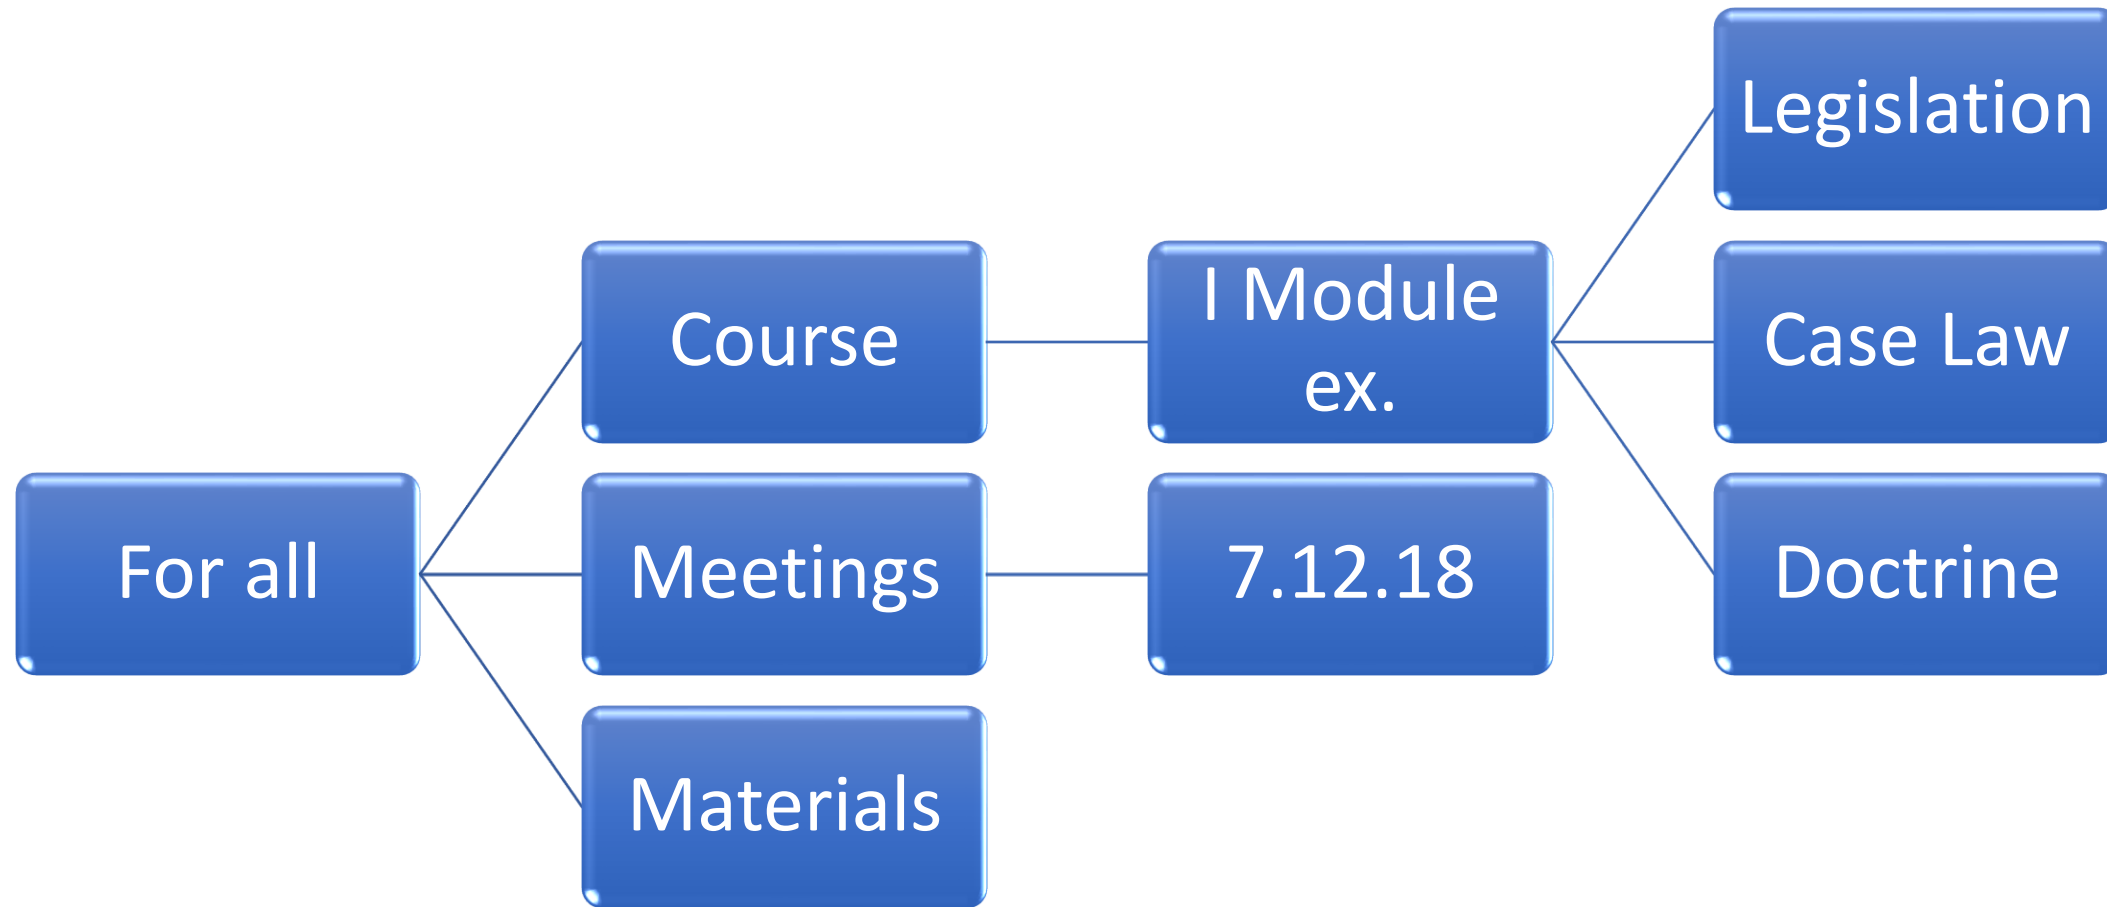 For all
Course
I Module
ex.
Legislation
Case Law
Doctrine
Meetings
7.12.18
Materials